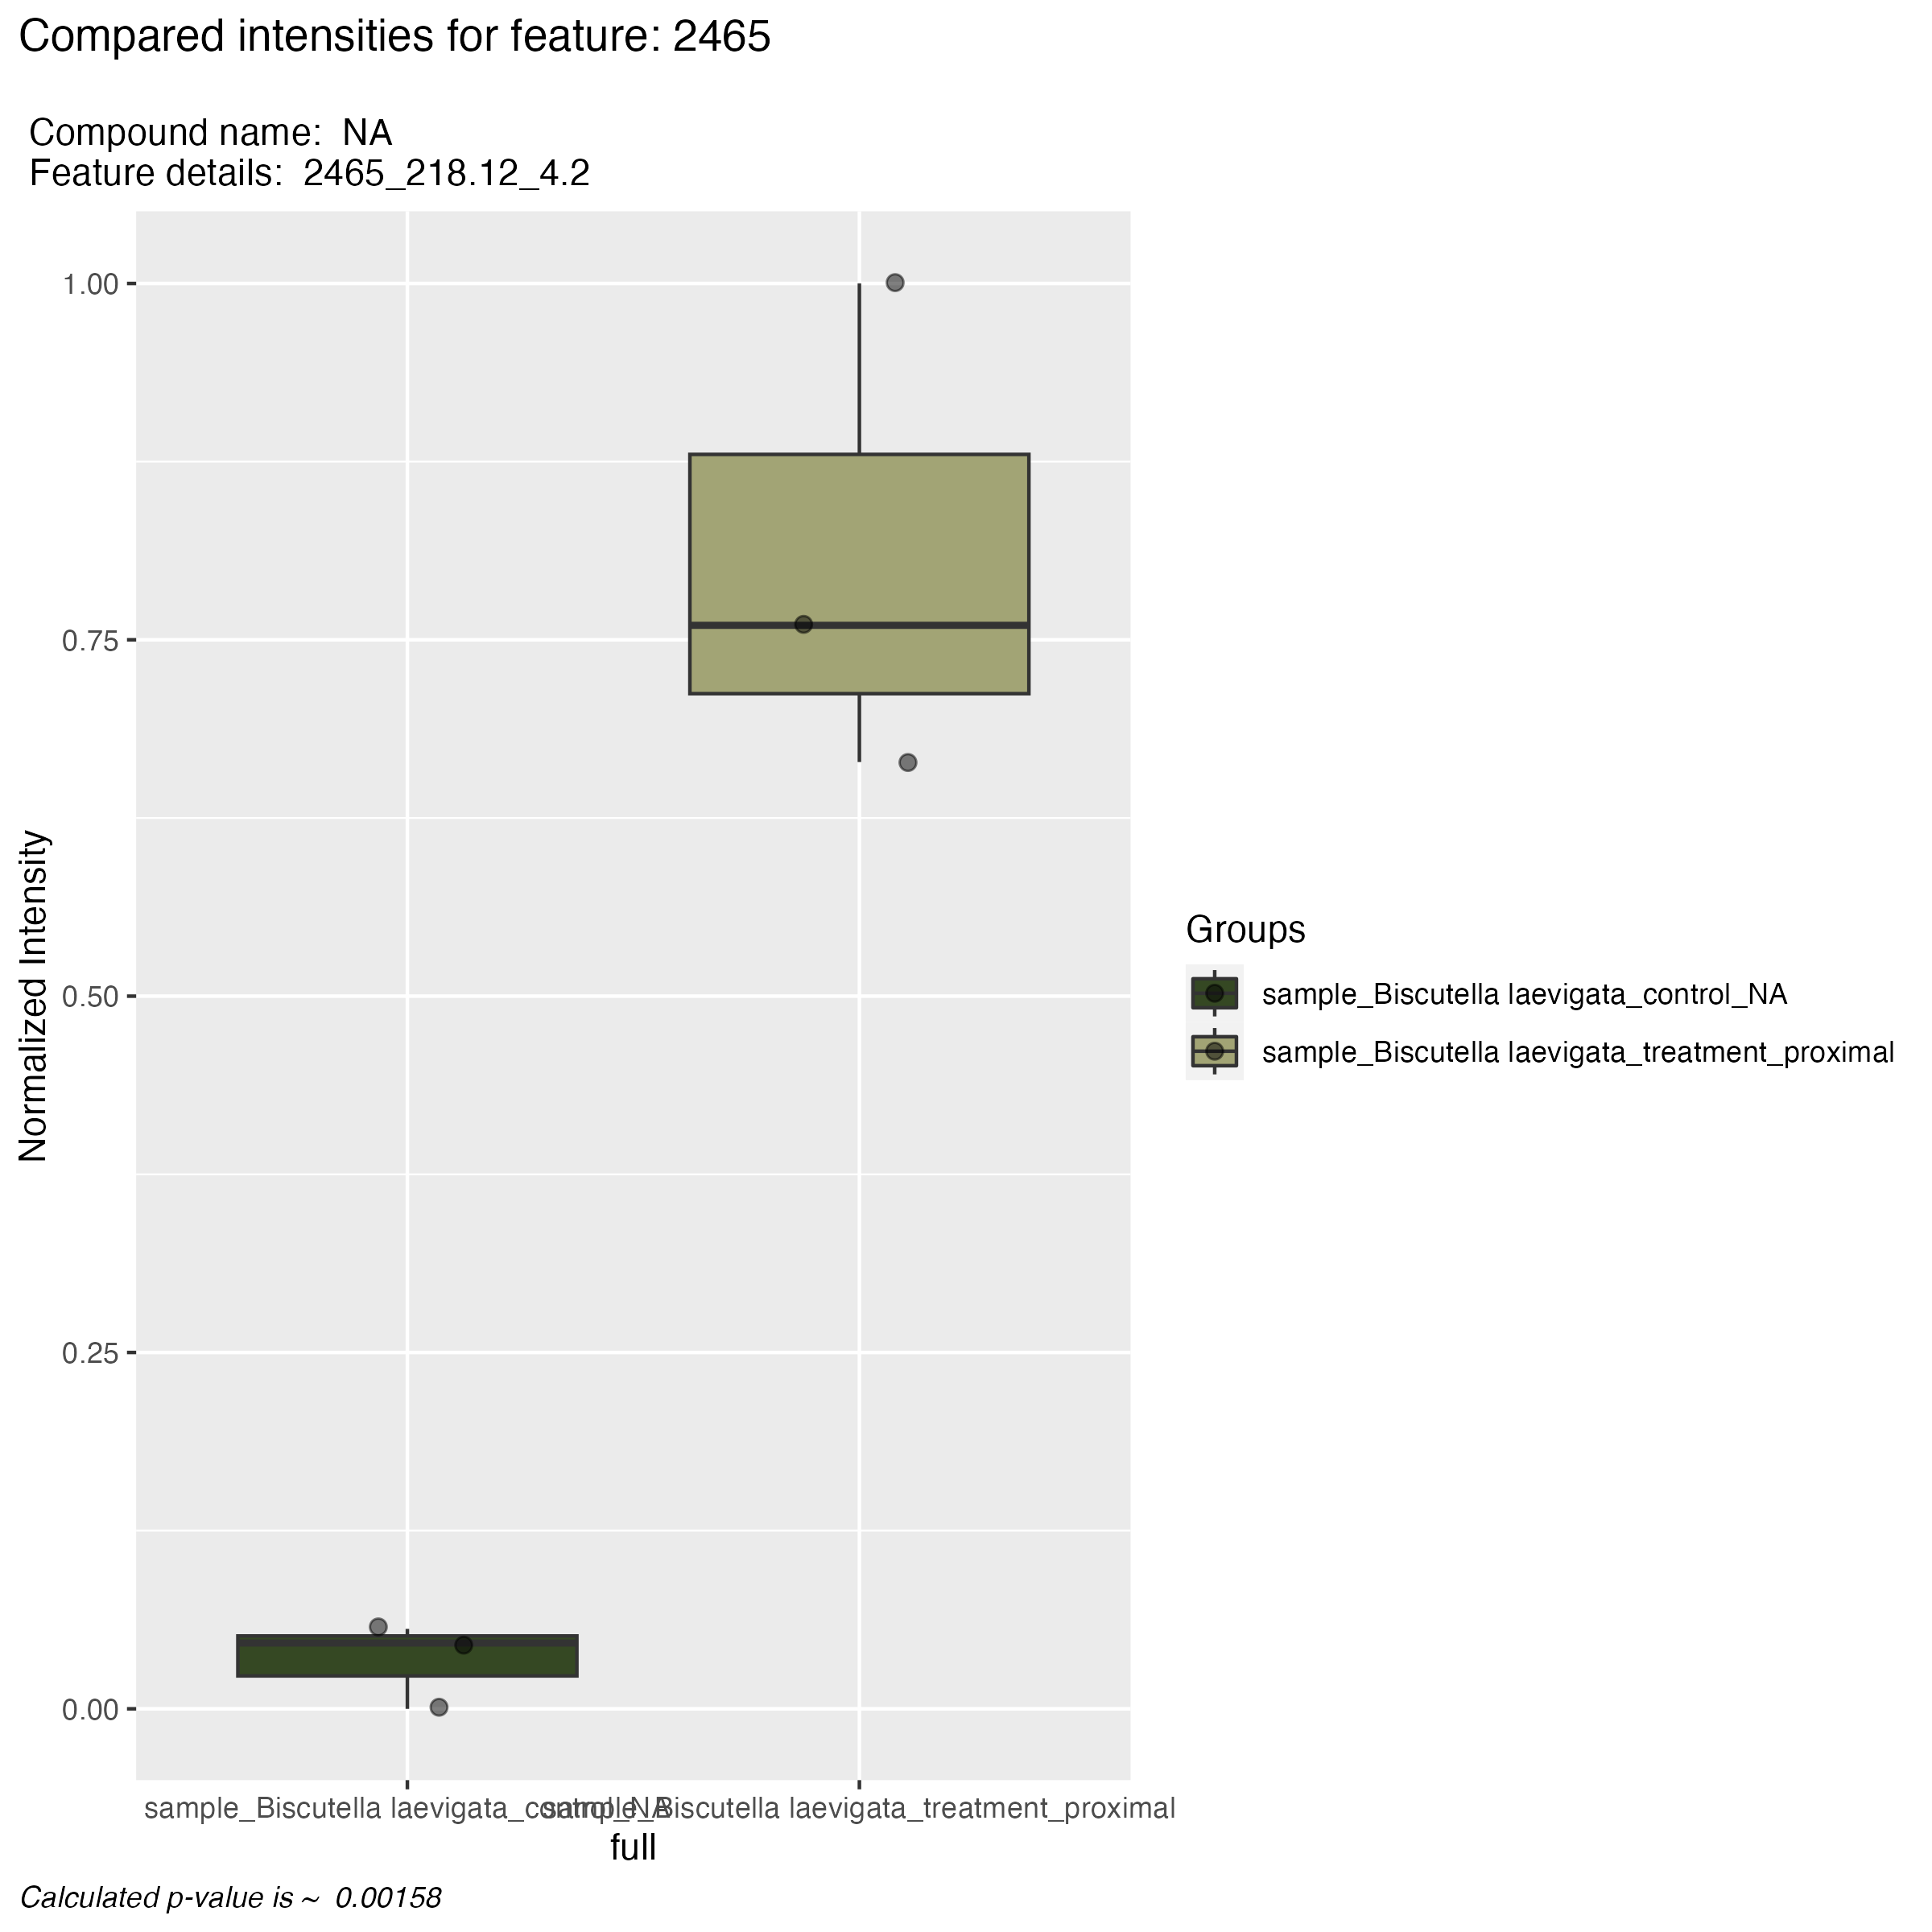 Compared intensities for feature: 2465
Compound name:  NA
Feature details:  2465_218.12_4.2
1.00
0.75
0.50
0.25
0.00
Normalized Intensity
Groups
sample_Biscutella laevigata_control_NA
sample_Biscutella laevigata_treatment_proximal
sample_Biscutella laevigata_control_NA
sample_Biscutella laevigata_treatment_proximal
full
Calculated p-value is ~  0.00158